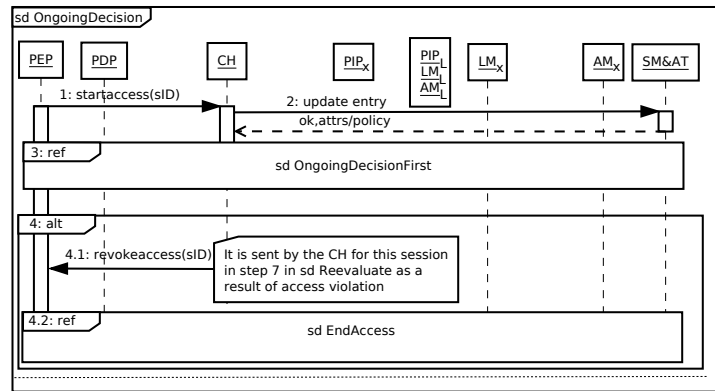 sd OngoingDecision
PEP
PDP
CH
PIPx
PIPL
LML
AML
LMx
AMx
SM&AT
1: startaccess(sID)
2: update entry
ok,attrs/policy
3: ref
sd OngoingDecisionFirst
4: alt
4.1: revokeaccess(sID)
It is sent by the CH for this session
in step 7 in sd Reevaluate as a
result of access violation
4.2: ref
sd EndAccess